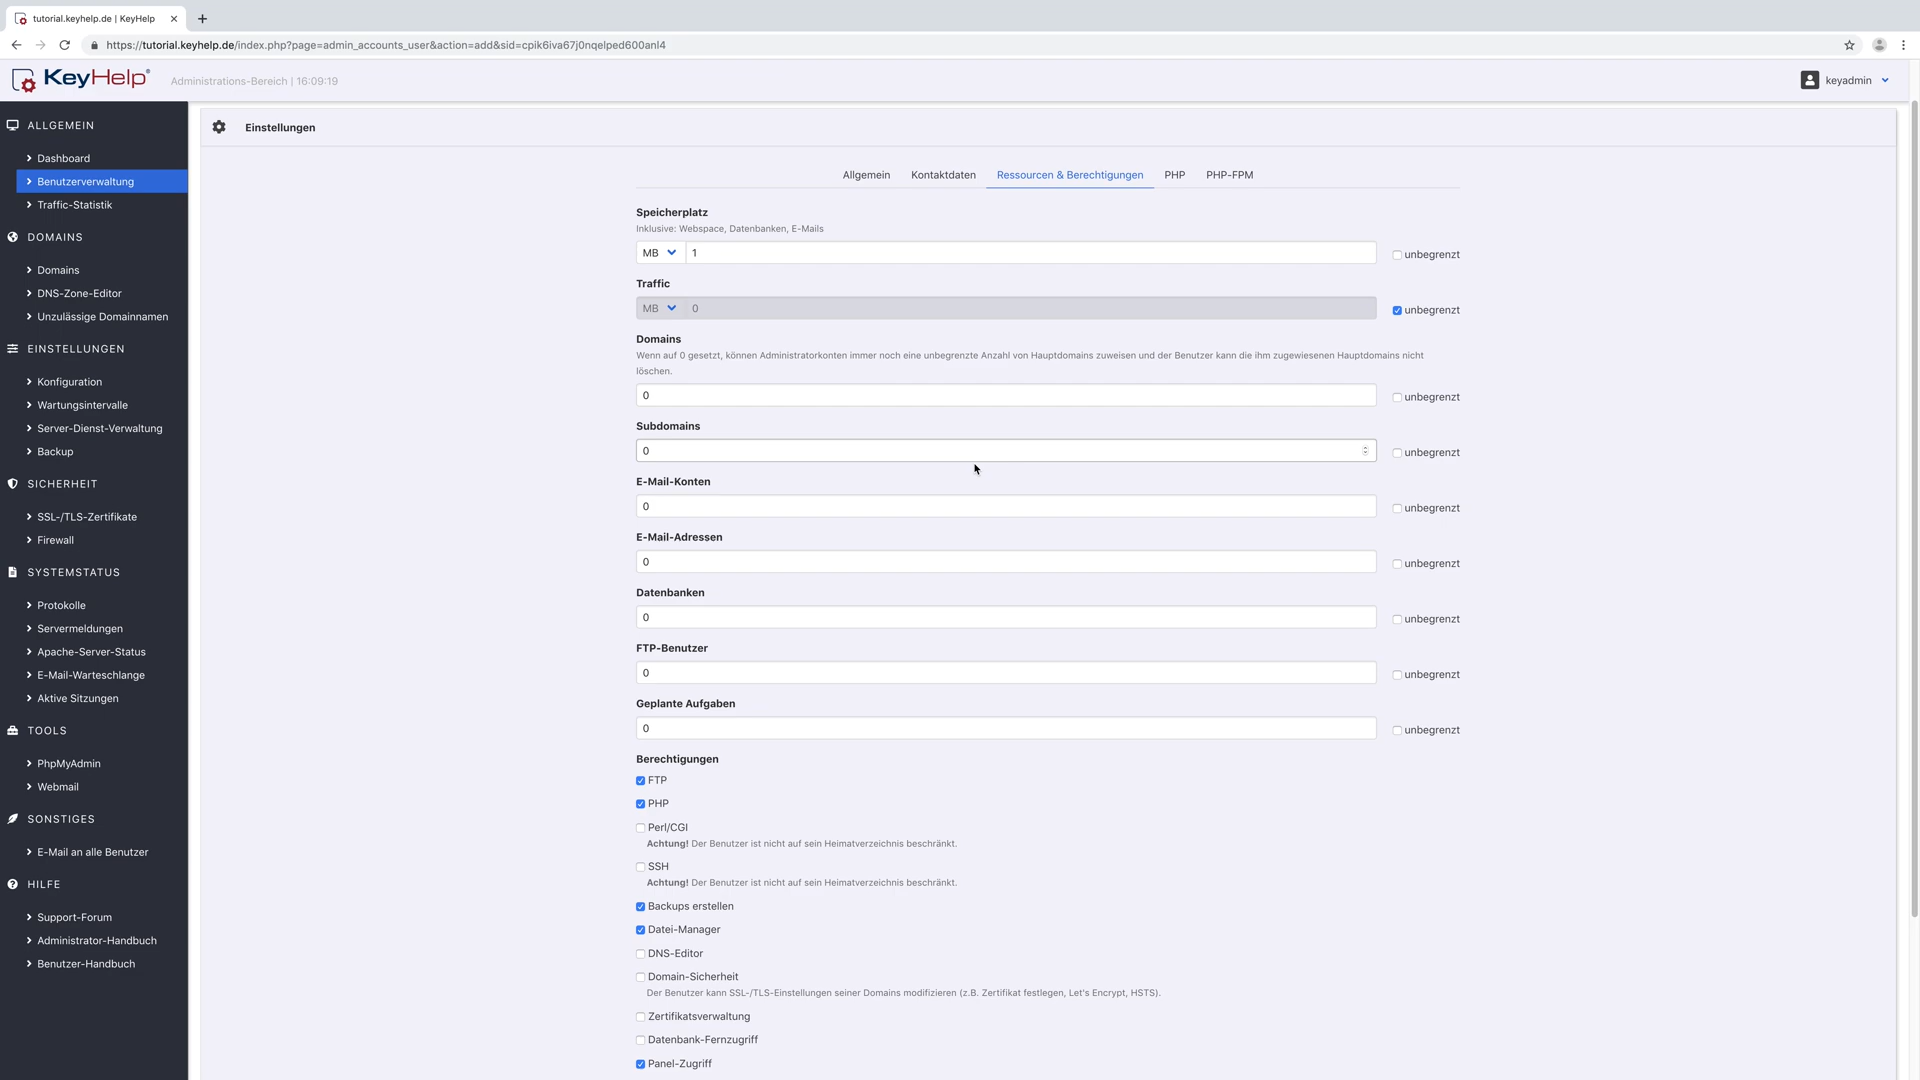 tutorial.keyhelp.de | KeyHelp
https://tutorial.keyhelp.de/index.php?page=admin_accounts_user&action=add&sid=cpik6iva67j0nqelped600anl4
KeyHelp®
Administrations-Bereich | 16:09:19
keyadmin
ALLGEMEIN
Dashboard
Benutzerverwaltung
Traffic-Statistik
DOMAINS
Domains
DNS-Zone-Editor
Unzulässige Domainnamen
EINSTELLUNGEN
Konfiguration
Wartungsintervalle
Server-Dienst-Verwaltung
Backup
SICHERHEIT
SSL-/TLS-Zertifikate
Firewall
SYSTEMSTATUS
Protokolle
Servermeldungen
Apache-Server-Status
E-Mail-Warteschlange
Aktive Sitzungen
TOOLS
PhpMyAdmin
Webmail
SONSTIGES
E-Mail an alle Benutzer
HILFE
Support-Forum
Administrator-Handbuch
Benutzer-Handbuch
Einstellungen
Allgemein Kontaktdaten Ressourcen & Berechtigungen PHP PHP-FPM
Speicherplatz
Inklusive: Webspace, Datenbanken, E-Mails
MB 1 unbegrenzt
Traffic
MB 0 unbegrenzt
Domains
Wenn auf 0 gesetzt, können Administratorkonten immer noch eine unbegrenzte Anzahl von Hauptdomains zuweisen und der Benutzer kann die ihm zugewiesenen Hauptdomains nicht
löschen.
0 unbegrenzt
Subdomains
0 unbegrenzt
E-Mail-Konten
0 unbegrenzt
E-Mail-Adressen
0 unbegrenzt
Datenbanken
0 unbegrenzt
FTP-Benutzer
0 unbegrenzt
Geplante Aufgaben
0 unbegrenzt
Berechtigungen
FTP
PHP
Perl/CGI
Achtung! Der Benutzer ist nicht auf sein Heimatverzeichnis beschränkt.
SSH
Achtung! Der Benutzer ist nicht auf sein Heimatverzeichnis beschränkt.
Backups erstellen
Datei-Manager
DNS-Editor
Domain-Sicherheit
Der Benutzer kann SSL-/TLS-Einstellungen seiner Domains modifizieren (z.B. Zertifikat festlegen, Let's Encrypt, HSTS).
Zertifikatsverwaltung
Datenbank-Fernzugriff
Panel-Zugriff